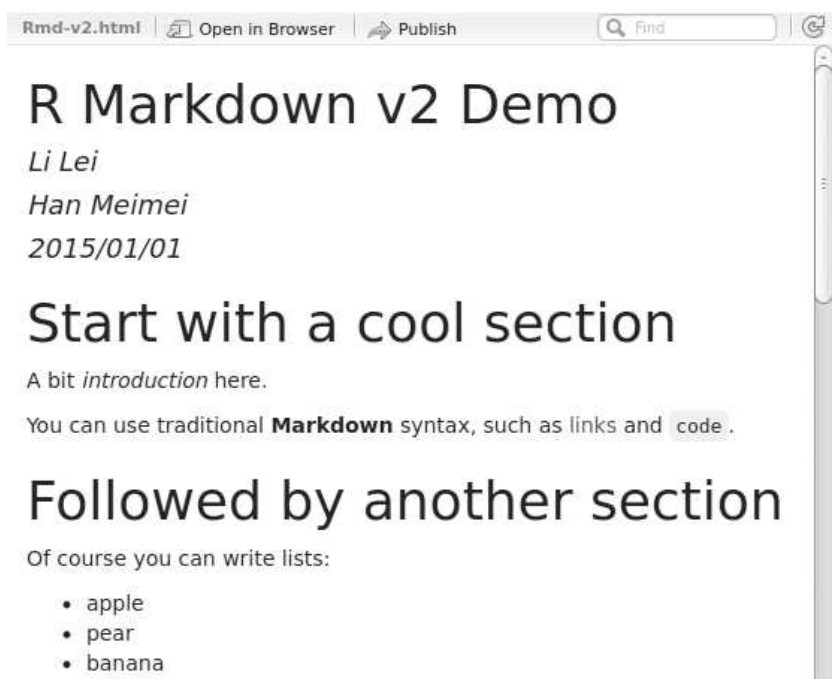 Rmd-v2.html Open in Browser Publish Find
R Markdown v2 Demo
Li Lei
Han Meimei
2015/01/01
Start with a cool section
A bit introduction here.
You can use traditional Markdown syntax, such as links and code.
Followed by another section
Of course you can write lists:
• apple
• pear
• banana